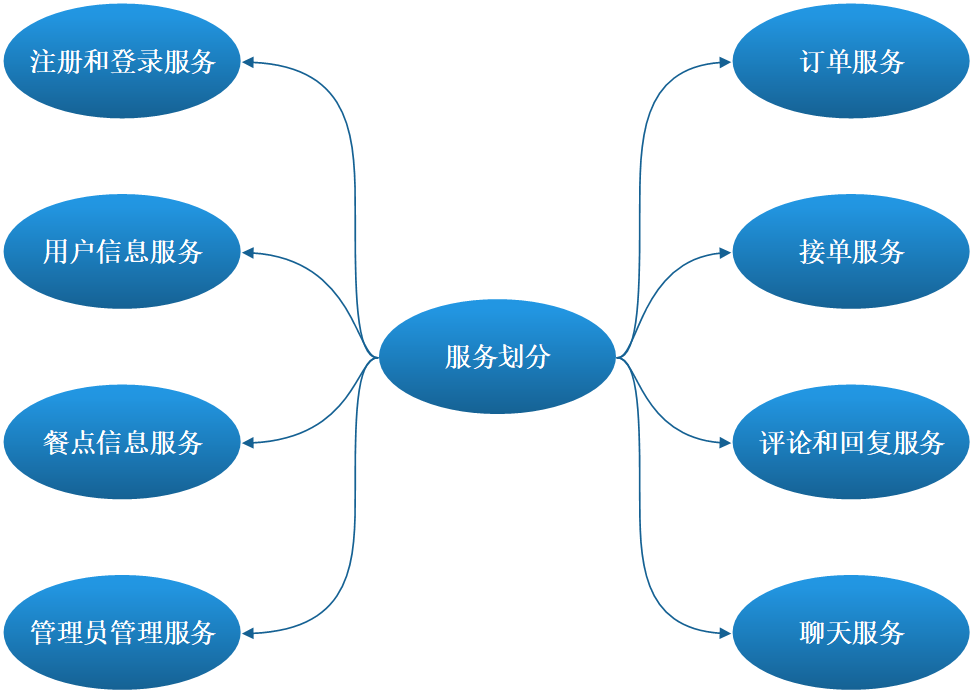 注册和登录服务
用户信息服务
餐点信息服务
管理员管理服务
服务划分
订单服务
接单服务
评论和回复服务
聊天服务